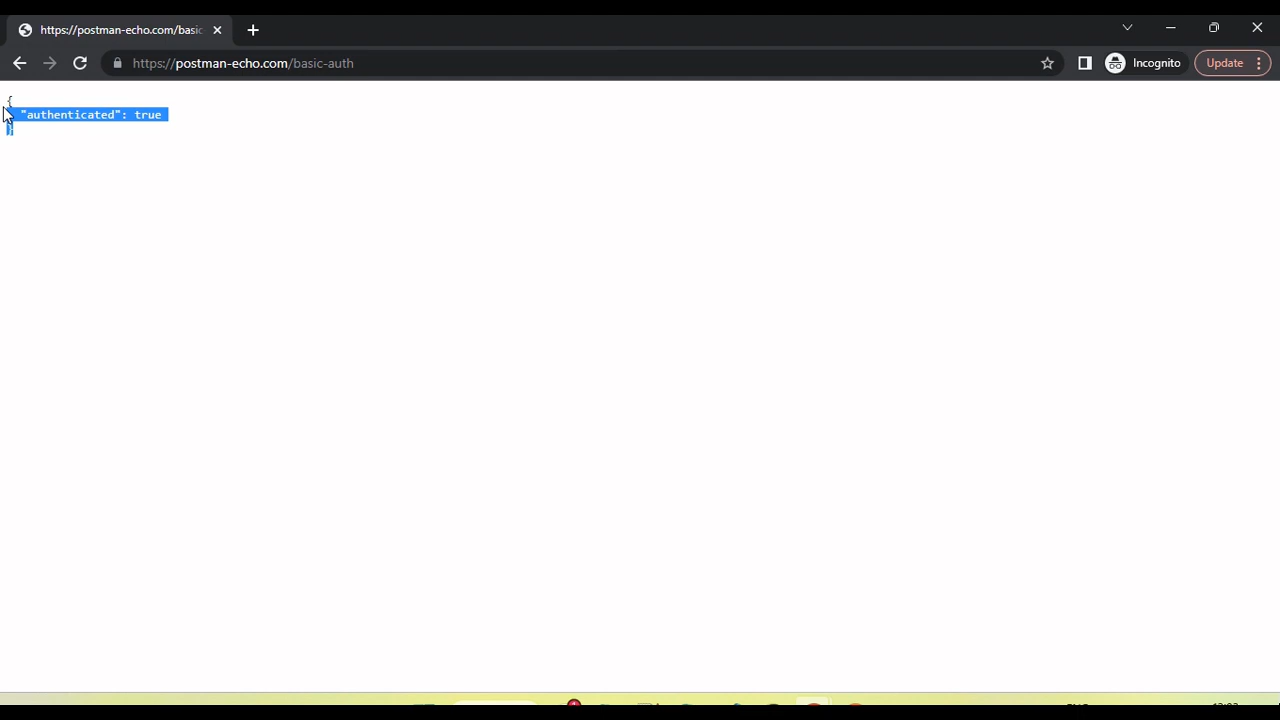 https://postman-echo.com/basic
https://postman-echo.com/basic-auth
Incognito
Update
{
"authenticated": true
}